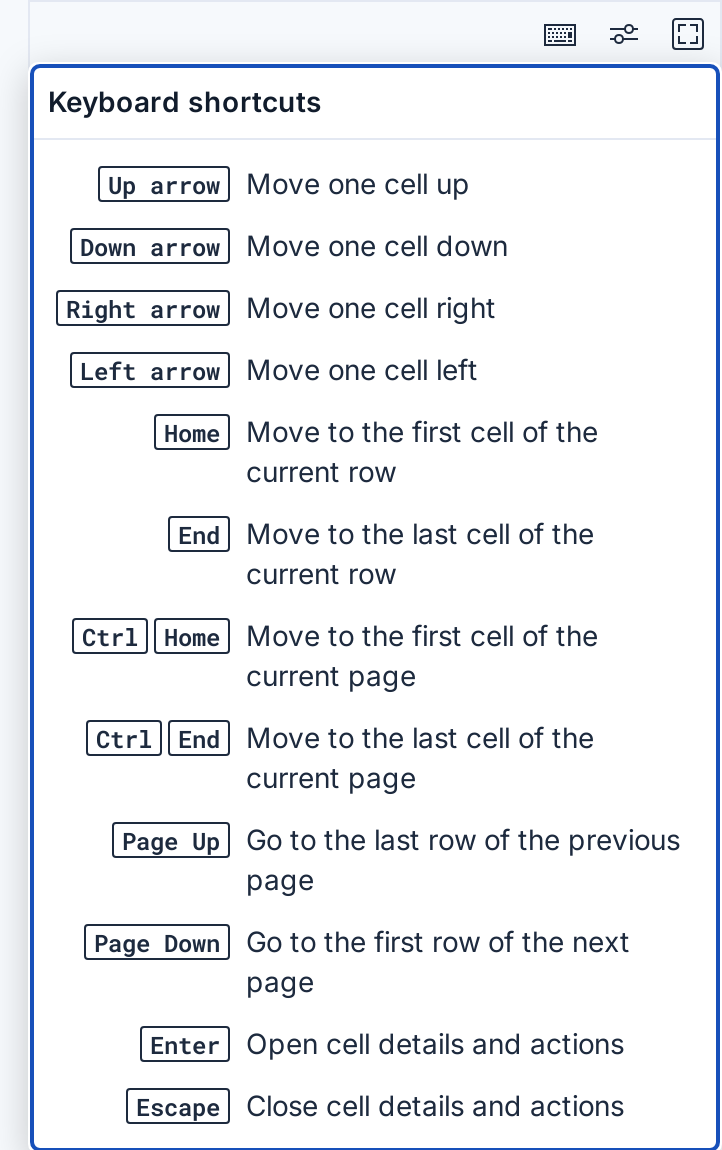 Keyboard shortcuts
Up arrow Move one cell up
Down arrow Move one cell down
Right arrow Move one cell right
Left arrow Move one cell left
Home Move to the first cell of the
current row
End Move to the last cell of the
current row
Ctrl Home Move to the first cell of the
current page
Ctrl End Move to the last cell of the
current page
Page Up Go to the last row of the previous
page
Page Down Go to the first row of the next
page
Enter Open cell details and actions
Escape Close cell details and actions